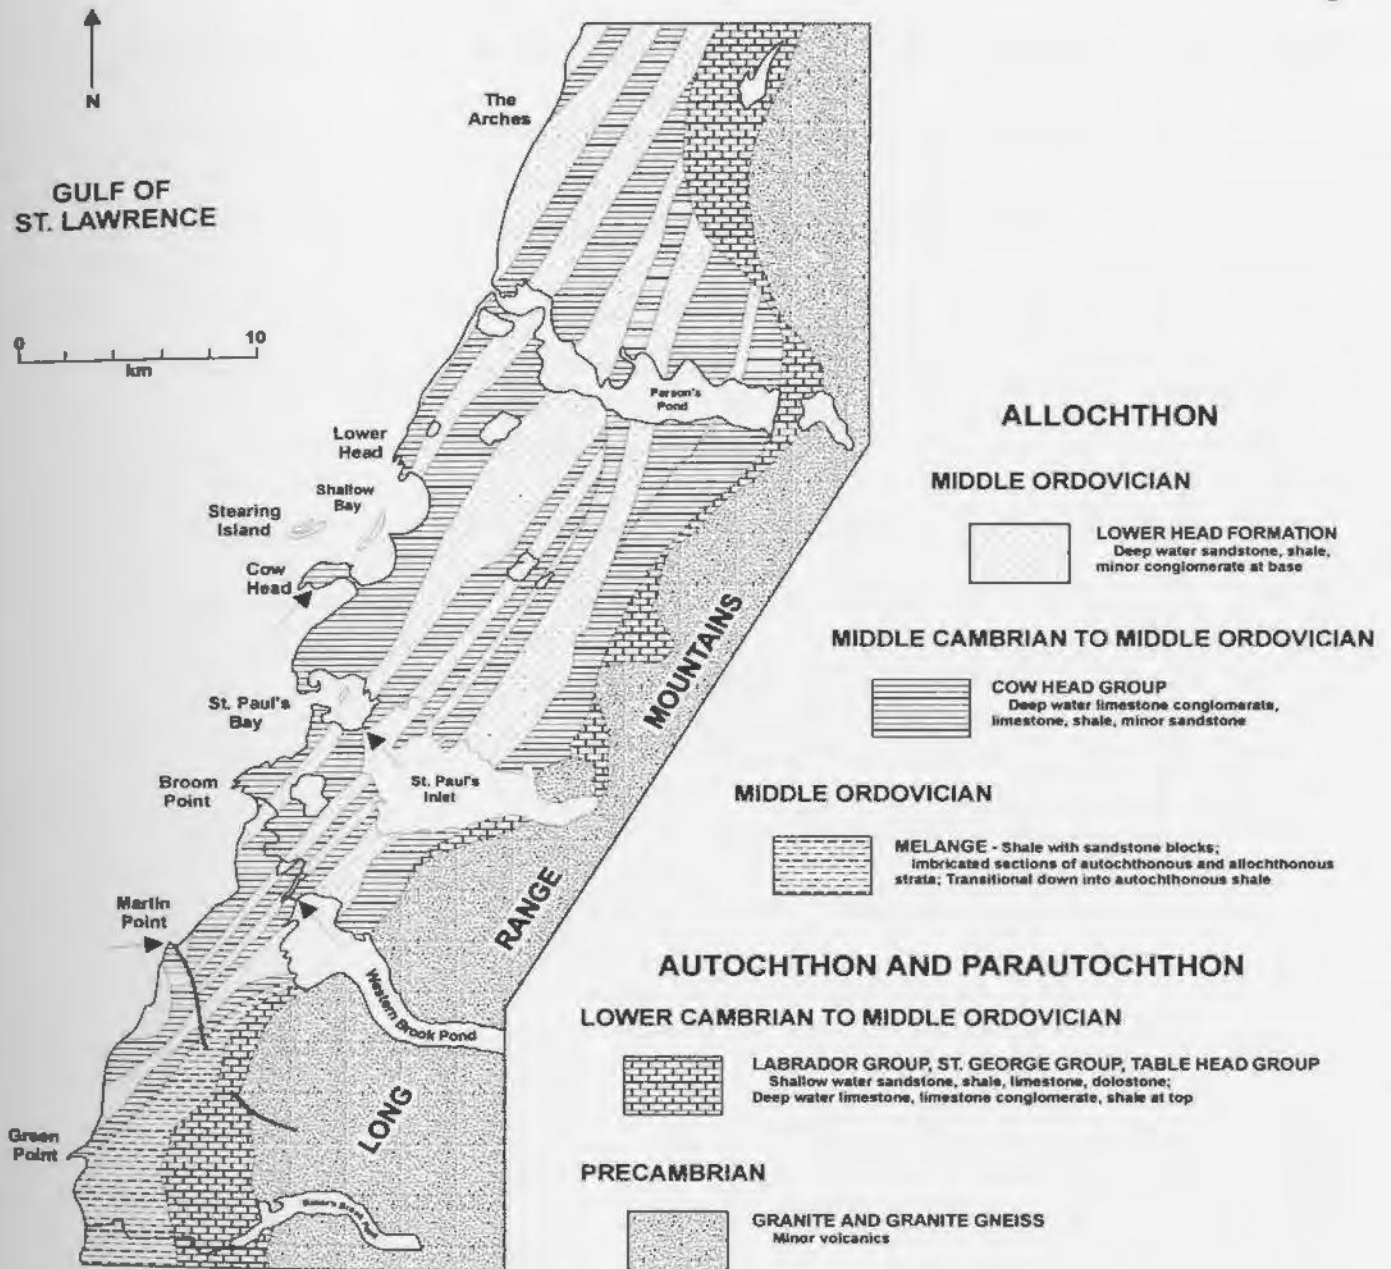 N
GULF OF
ST. LAWRENCE
0 10
km
The
Arches
Parson's
Pond
Lower
Head
Shallow
Bay
Stearing
Island
Cow
Head
St. Paul's
Bay
St. Paul's
Inlet
Broom
Point
Martin
Point
Western Brook Pond
Green
Point
LONG
RANGE
MOUNTAINS
ALLOCHTHON
MIDDLE ORDOVICIAN
LOWER HEAD FORMATION
Deep water sandstone, shale,
minor conglomerate at base
MIDDLE CAMBRIAN TO MIDDLE ORDOVICIAN
COW HEAD GROUP
Deep water limestone conglomerate,
limestone, shale, minor sandstone
MIDDLE ORDOVICIAN
MELANGE - Shale with sandstone blocks;
Imbricated sections of autochthonous and allochthonous
strata; Transitional down into autochthonous shale
AUTOCHTHON AND PARAUTOCHTHON
LOWER CAMBRIAN TO MIDDLE ORDOVICIAN
LABRADOR GROUP, ST. GEORGE GROUP, TABLE HEAD GROUP
Shallow water sandstone, shale, limestone, dolostone;
Deep water limestone, limestone conglomerate, shale at top
PRECAMBRIAN
GRANITE AND GRANITE GNEISS
Minor volcanics